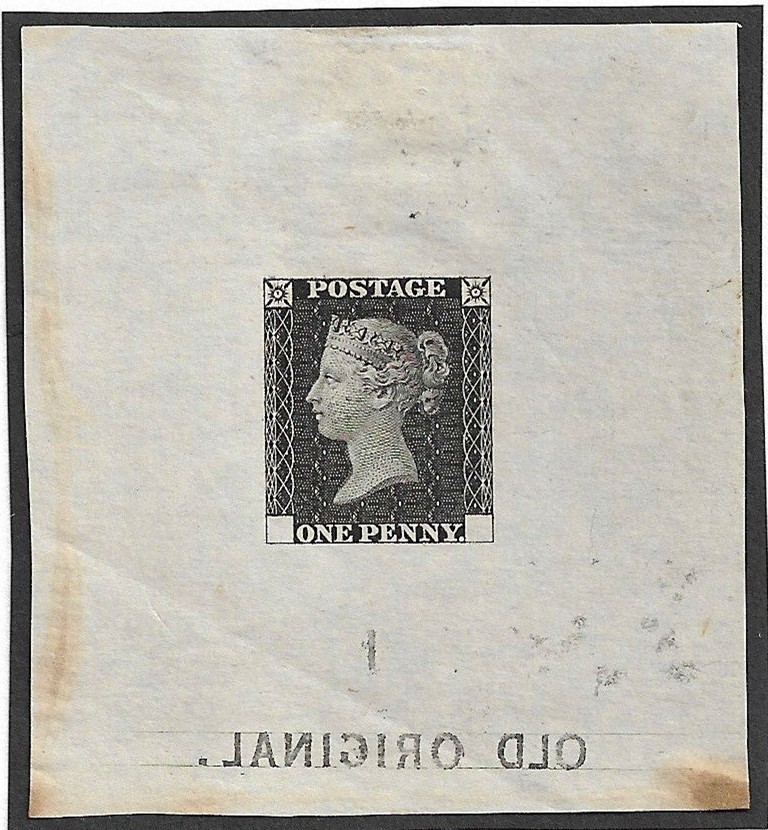 POSTAGE
ONE PENNY.
1
OLD ORIGINAL.